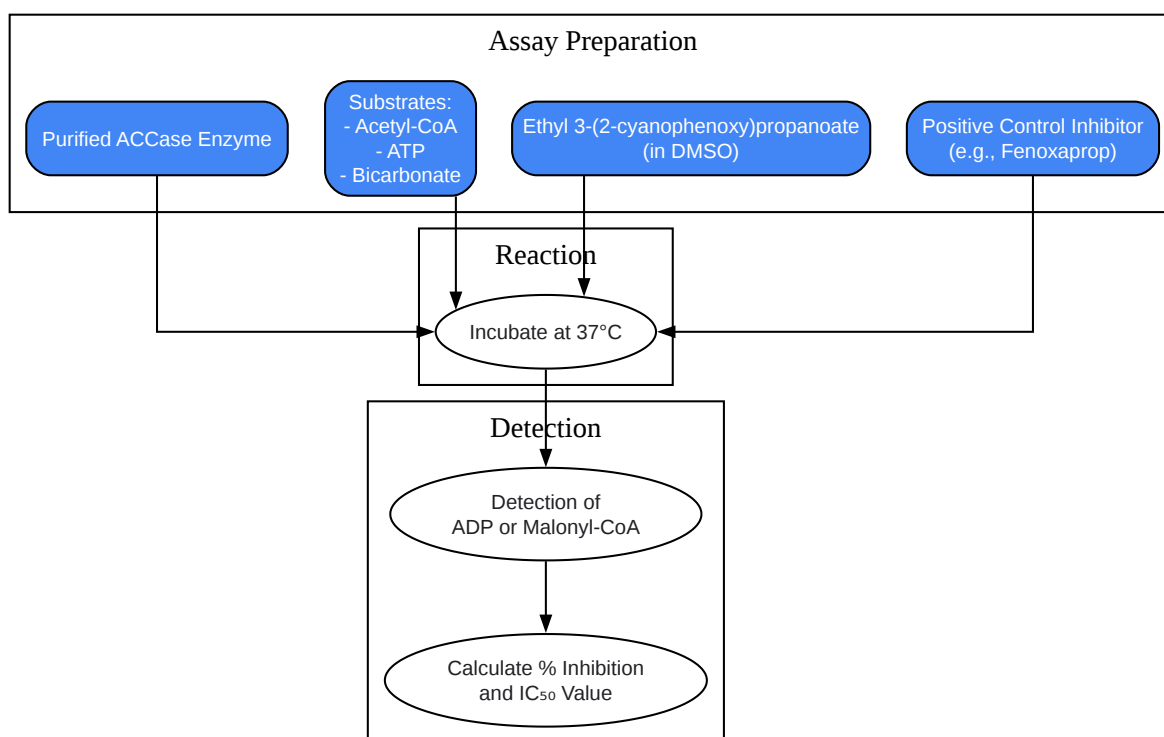 Assay Preparation
Purified ACCase Enzyme
Substrates:
- Acetyl-CoA
- ATP
- Bicarbonate
Ethyl 3-(2-cyanophenoxy)propanoate
(in DMSO)
Positive Control Inhibitor
(e.g., Fenoxaprop)
Reaction
Incubate at 37°C
Detection
Detection of
ADP or Malonyl-CoA
Calculate % Inhibition
and IC₅₀ Value